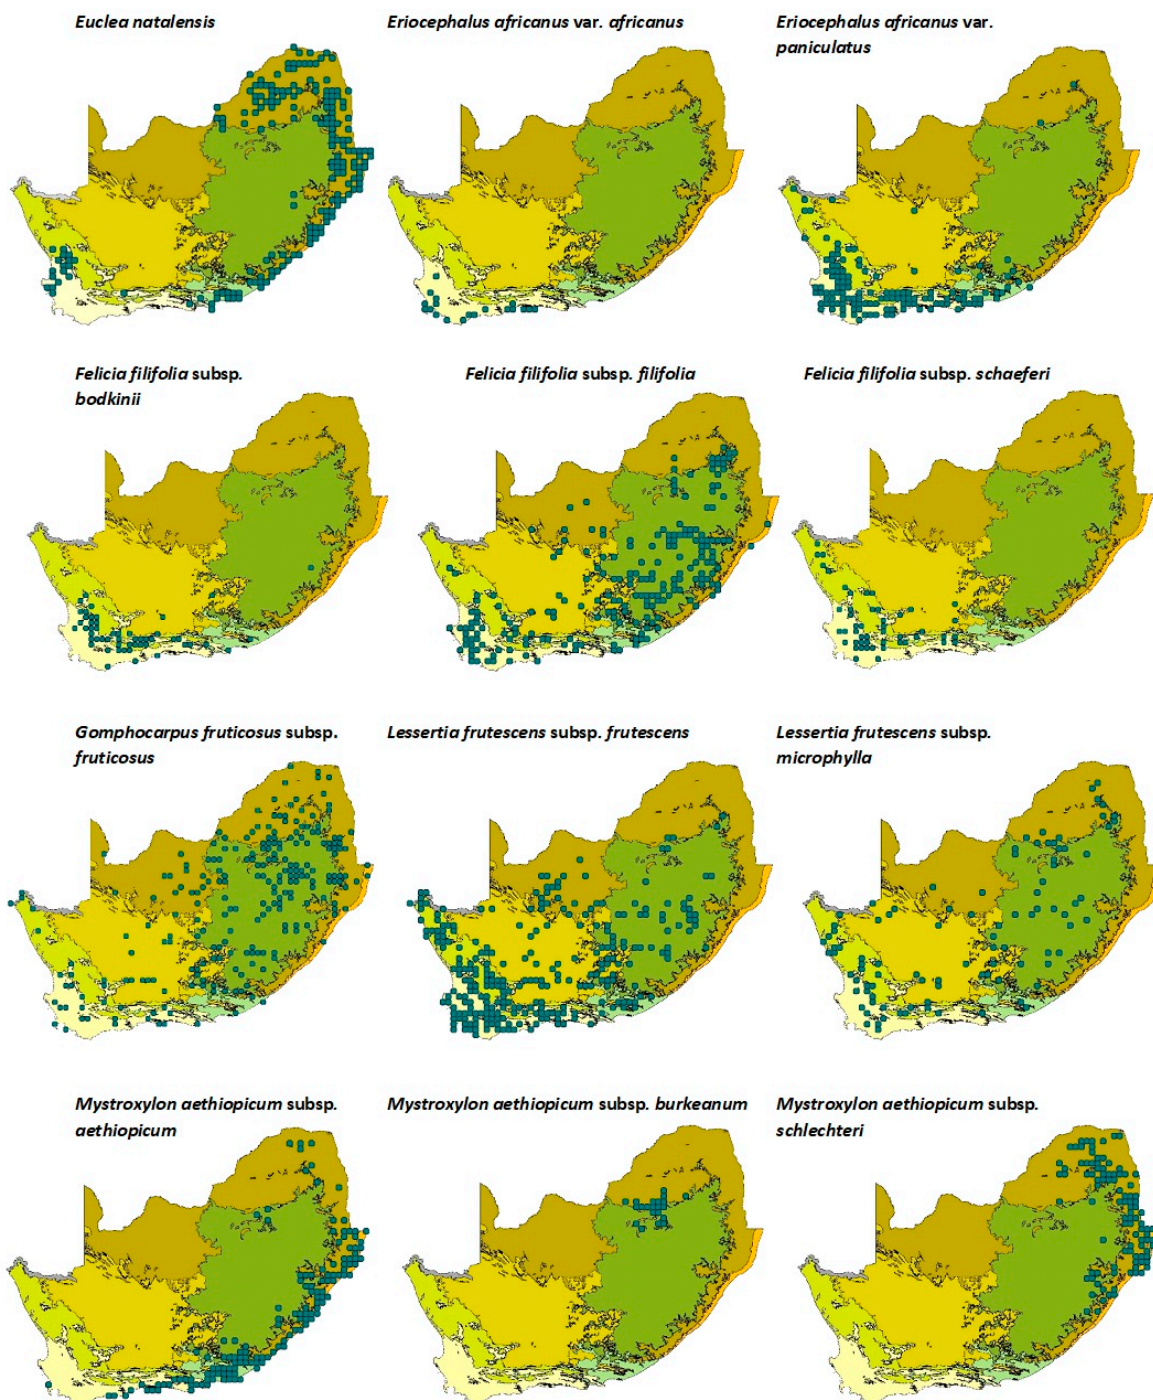 Euclea natalensis
Eriocephalus africanus var. africanus
Eriocephalus africanus var.
paniculatus
Felicia filifolia subsp.
bodkinii
Felicia filifolia subsp. filifolia
Felicia filifolia subsp. schaeferi
Gomphocarpus fruticosus subsp.
fruticosus
Lessertia frutescens subsp. frutescens
Lessertia frutescens subsp.
microphylla
Mystroxylon aethiopicum subsp.
aethiopicum
Mystroxylon aethiopicum subsp. burkeanum
Mystroxylon aethiopicum subsp.
schlechteri